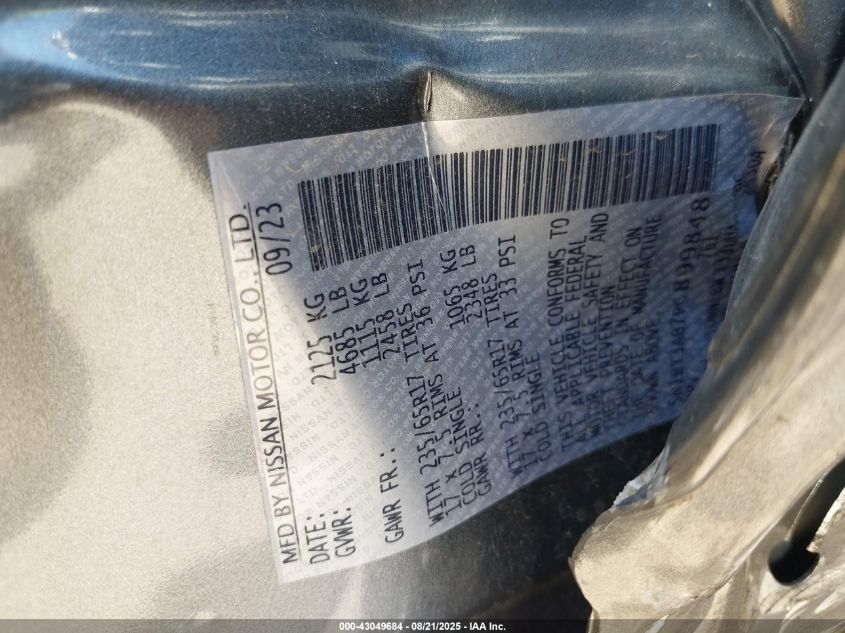 MFD BY NISSAN MOTOR CO., LTD.
DATE: 09/23
GVWR: 2125 KG
4685 LB
GAWR FR.: 1115 KG
2458 LB
WITH 235/65R17 TIRES
17 X 7.5 RIMS AT 36 PSI
COLD SINGLE
GAWR RR.: 1065 KG
2348 LB
WITH 235/65R17 TIRES
17 X 7.5 RIMS AT 33 PSI
COLD SINGLE
THIS VEHICLE CONFORMS TO
ALL APPLICABLE FEDERAL
MOTOR VEHICLE SAFETY AND
THEFT PREVENTION
STANDARDS IN EFFECT ON
THE DATE OF MANUFACTURE
SHOWN ABOVE.
000-43049684 - 08/21/2025 - IAA Inc.